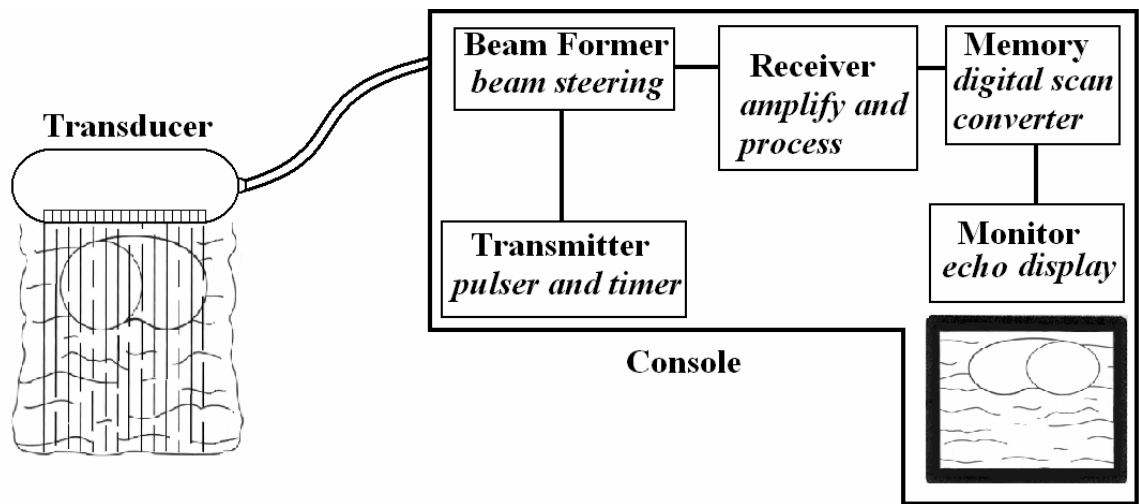 Transducer
Beam Former
beam steering
Receiver
amplify and
process
Memory
digital scan
converter
Transmitter
pulser and timer
Monitor
echo display
Console